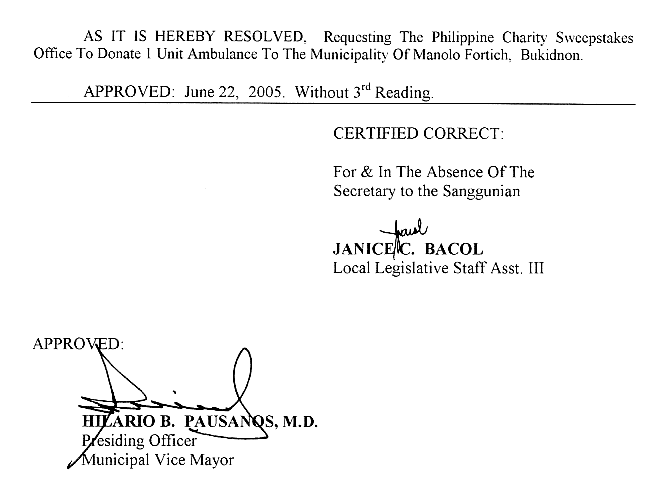 AS IT IS HEREBY RESOLVED, Requesting The Philippine Charity Sweepstakes
Office To Donate 1 Unit Ambulance To The Municipality Of Manolo Fortich, Bukidnon.
APPROVED: June 22, 2005. Without 3rd Reading.
CERTIFIED CORRECT:
For & In The Absence Of The
Secretary to the Sanggunian
JANICE C. BACOL
Local Legislative Staff Asst. III
APPROVED:
HILARIO B. PAUSANOS, M.D.
Presiding Officer
Municipal Vice Mayor